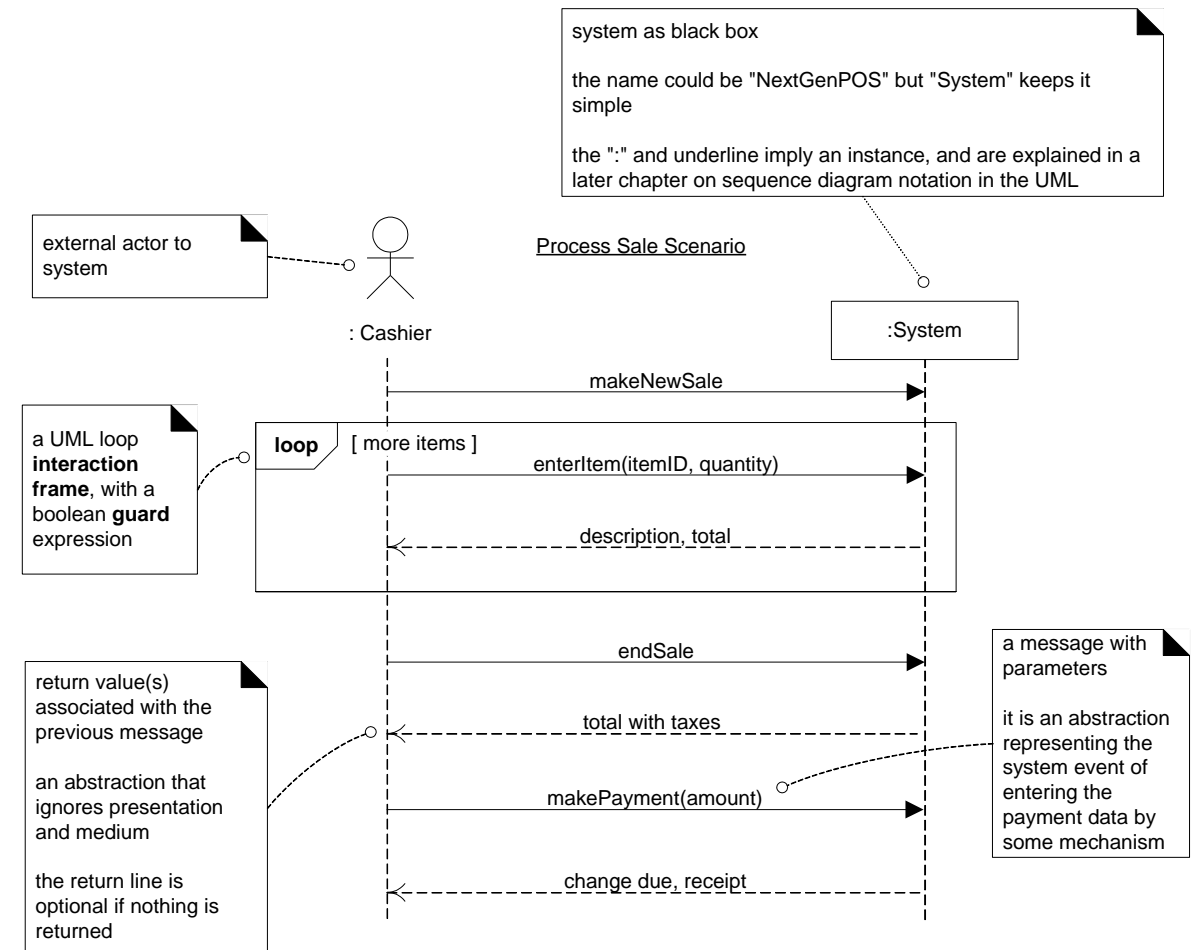 system as black box
the name could be "NextGenPOS" but "System" keeps it
simple
the ":" and underline imply an instance, and are explained in a
later chapter on sequence diagram notation in the UML
external actor to
system
Process Sale Scenario
: Cashier
:System
makeNewSale
a UML loop
interaction
frame, with a
boolean guard
expression
loop
[ more items ]
enterItem(itemID, quantity)
description, total
endSale
a message with
parameters
it is an abstraction
representing the
system event of
entering the
payment data by
some mechanism
return value(s)
associated with the
previous message
an abstraction that
ignores presentation
and medium
the return line is
optional if nothing is
returned
total with taxes
makePayment(amount)
change due, receipt